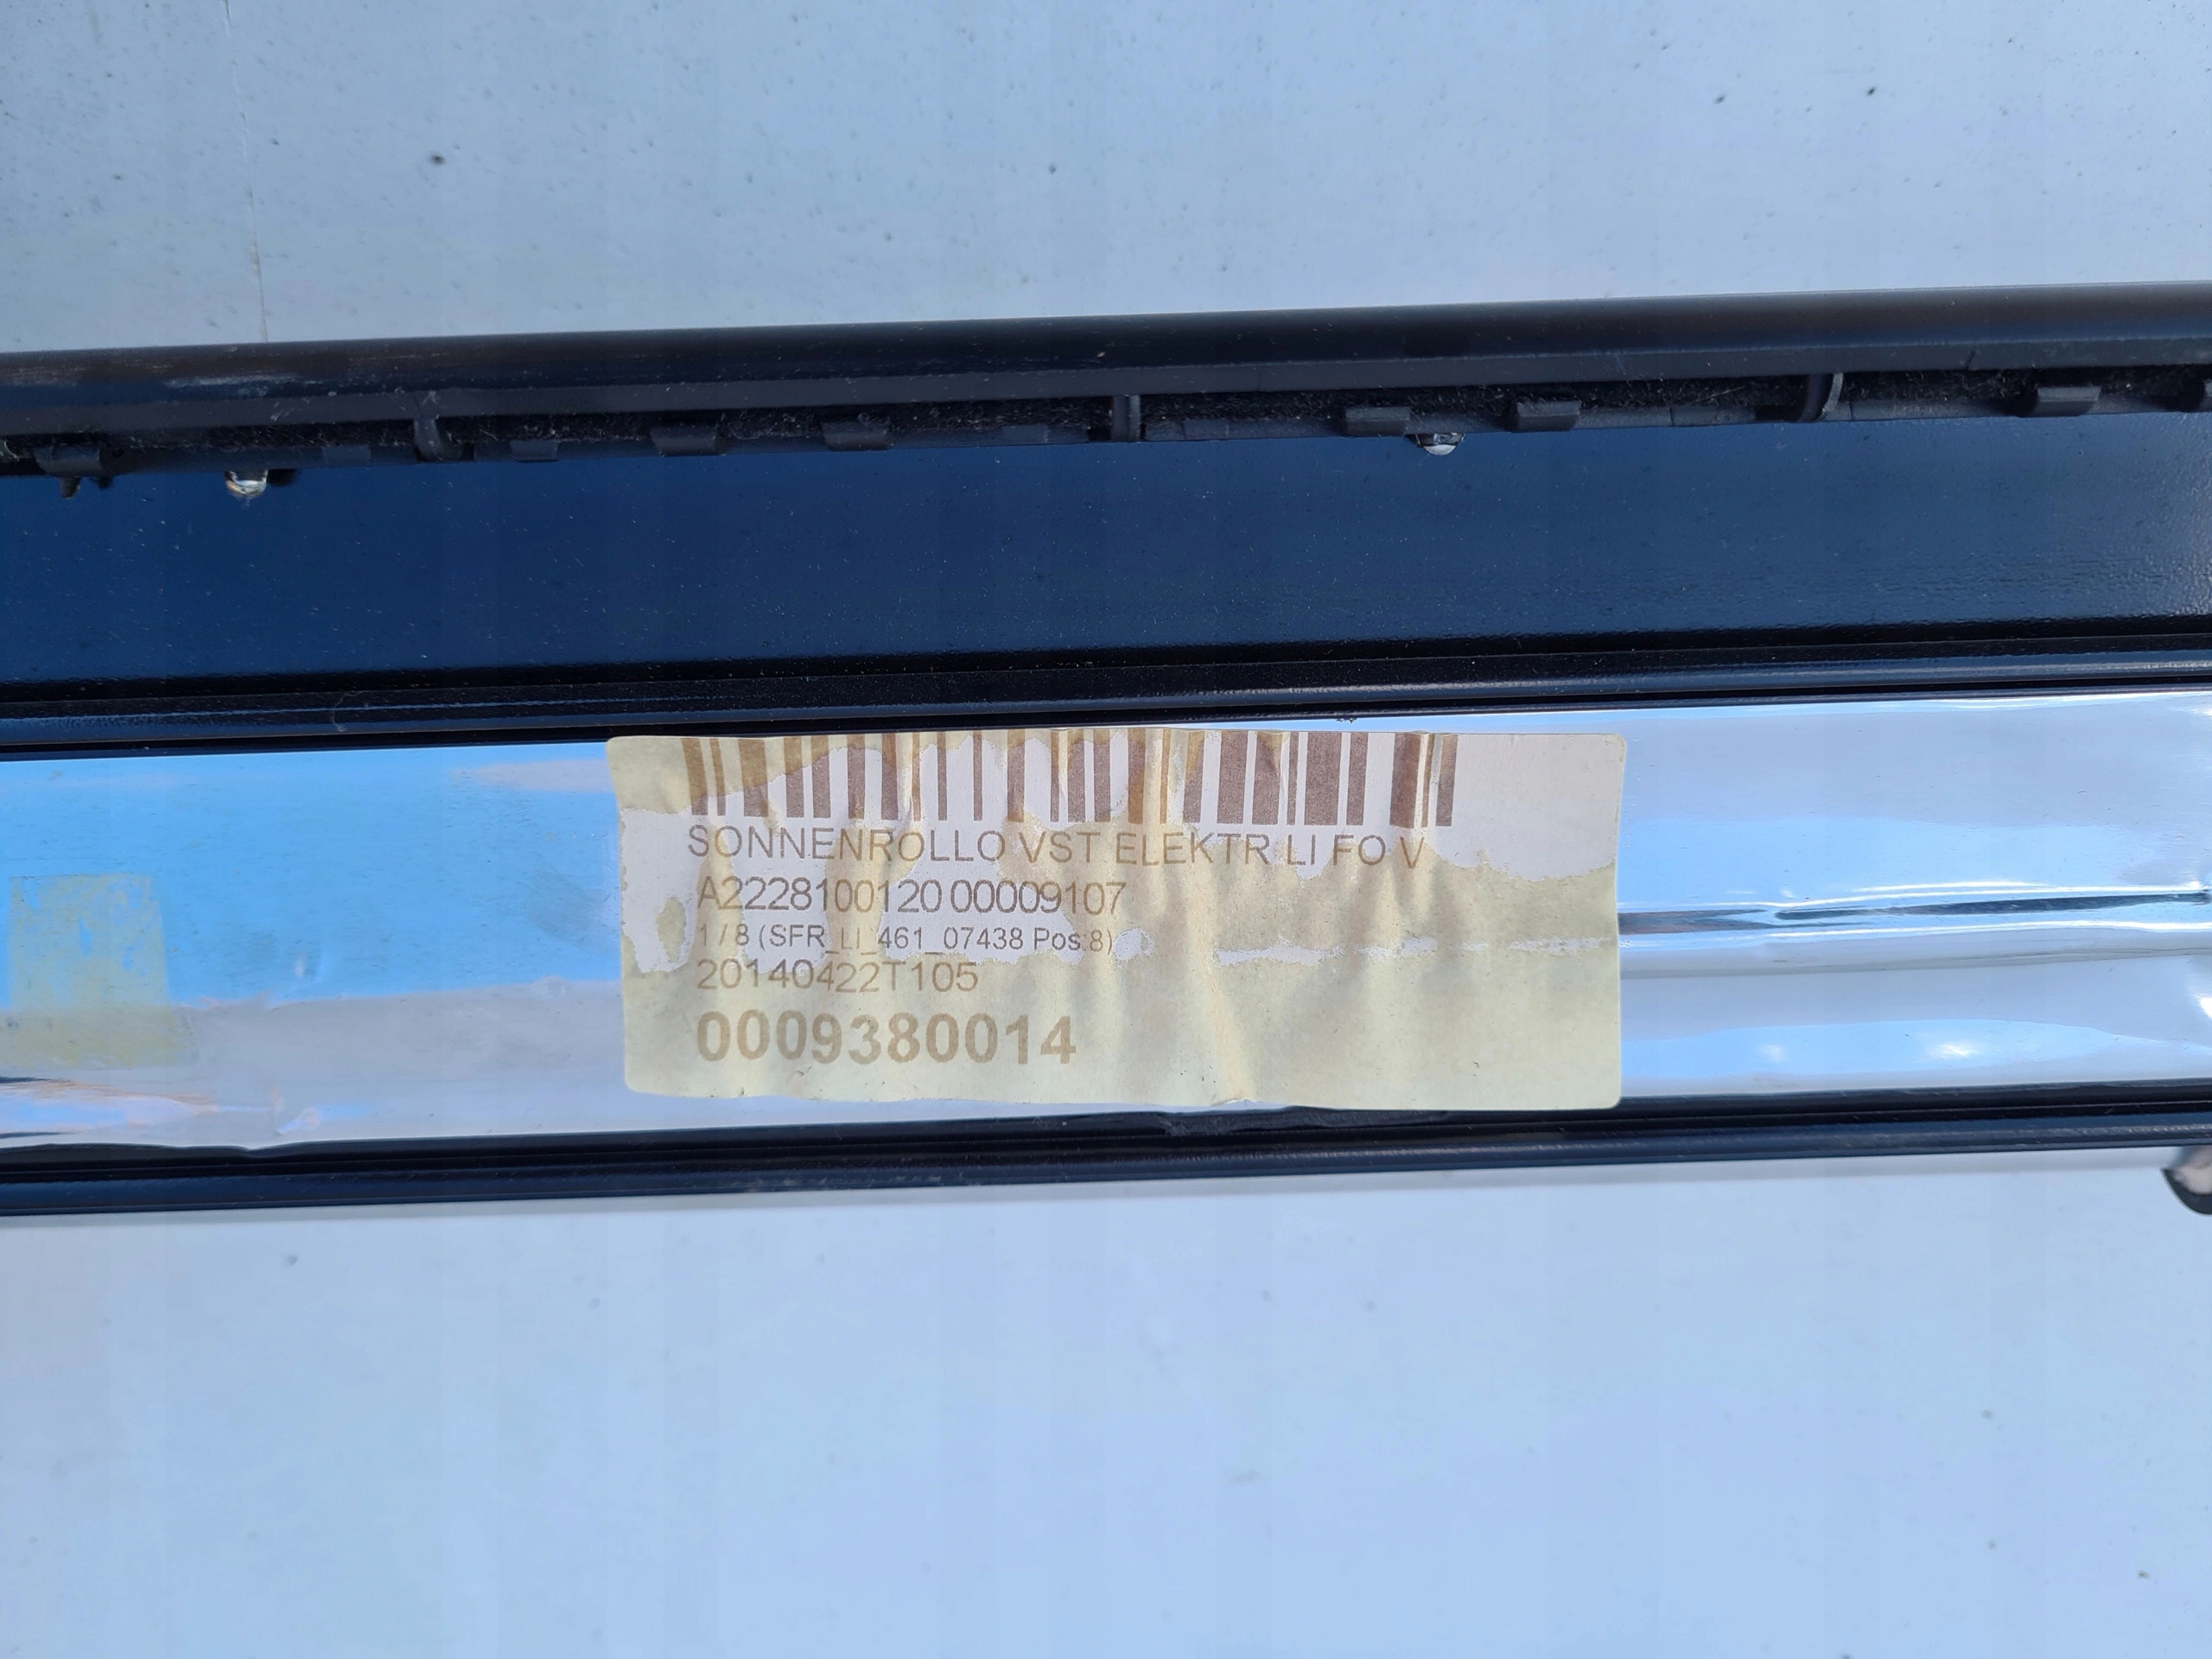 SONNENROLLO VST ELEKTR LI FO V
A2228100120 00009107
1 / 8 (SFR_LI_461_07438 Pos:8)
20140422T105
0009380014